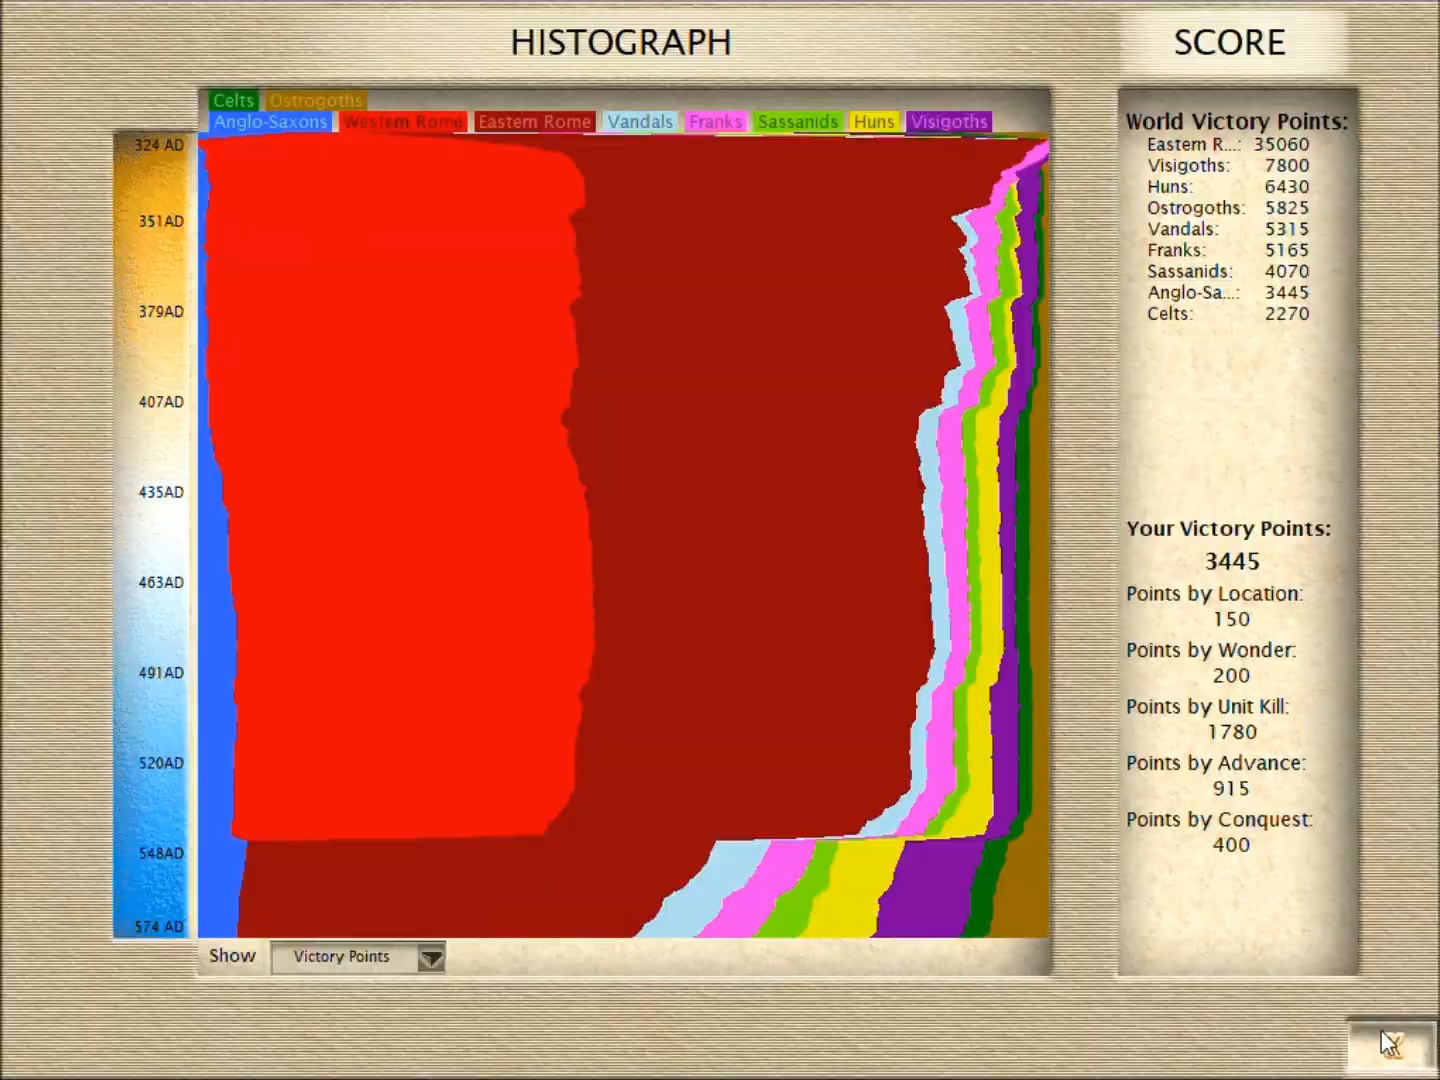 HISTOGRAPH
SCORE
Celts Ostrogoths
Anglo-Saxons Western Rome Eastern Rome Vandals Franks Sassanids Huns Visigoths
324 AD
351AD
379AD
407AD
435AD
463AD
491AD
520AD
548AD
574 AD
Show Victory Points
World Victory Points:
Eastern R...: 35060
Visigoths: 7800
Huns: 6430
Ostrogoths: 5825
Vandals: 5315
Franks: 5165
Sassanids: 4070
Anglo-Sa...: 3445
Celts: 2270
Your Victory Points:
3445
Points by Location:
150
Points by Wonder:
200
Points by Unit Kill:
1780
Points by Advance:
915
Points by Conquest:
400